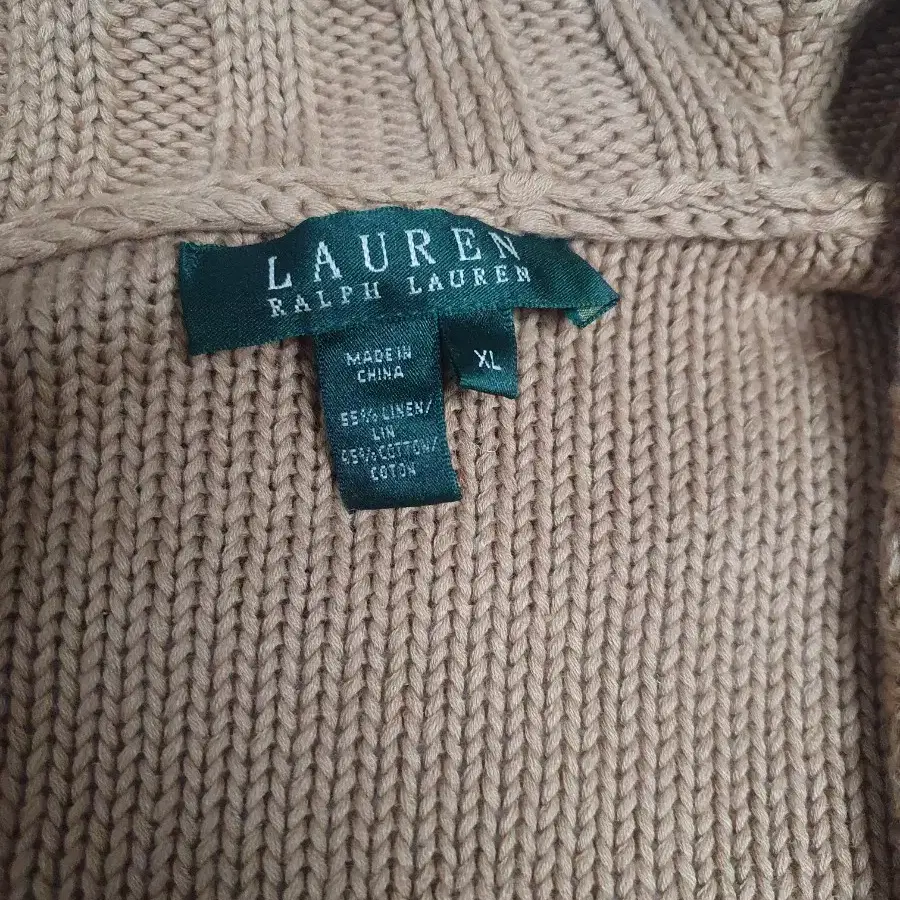 LAUREN
RALPH LAUREN
MADE IN
CHINA
XL
55% LINEN/
LIN
45% COTTON/
COTON